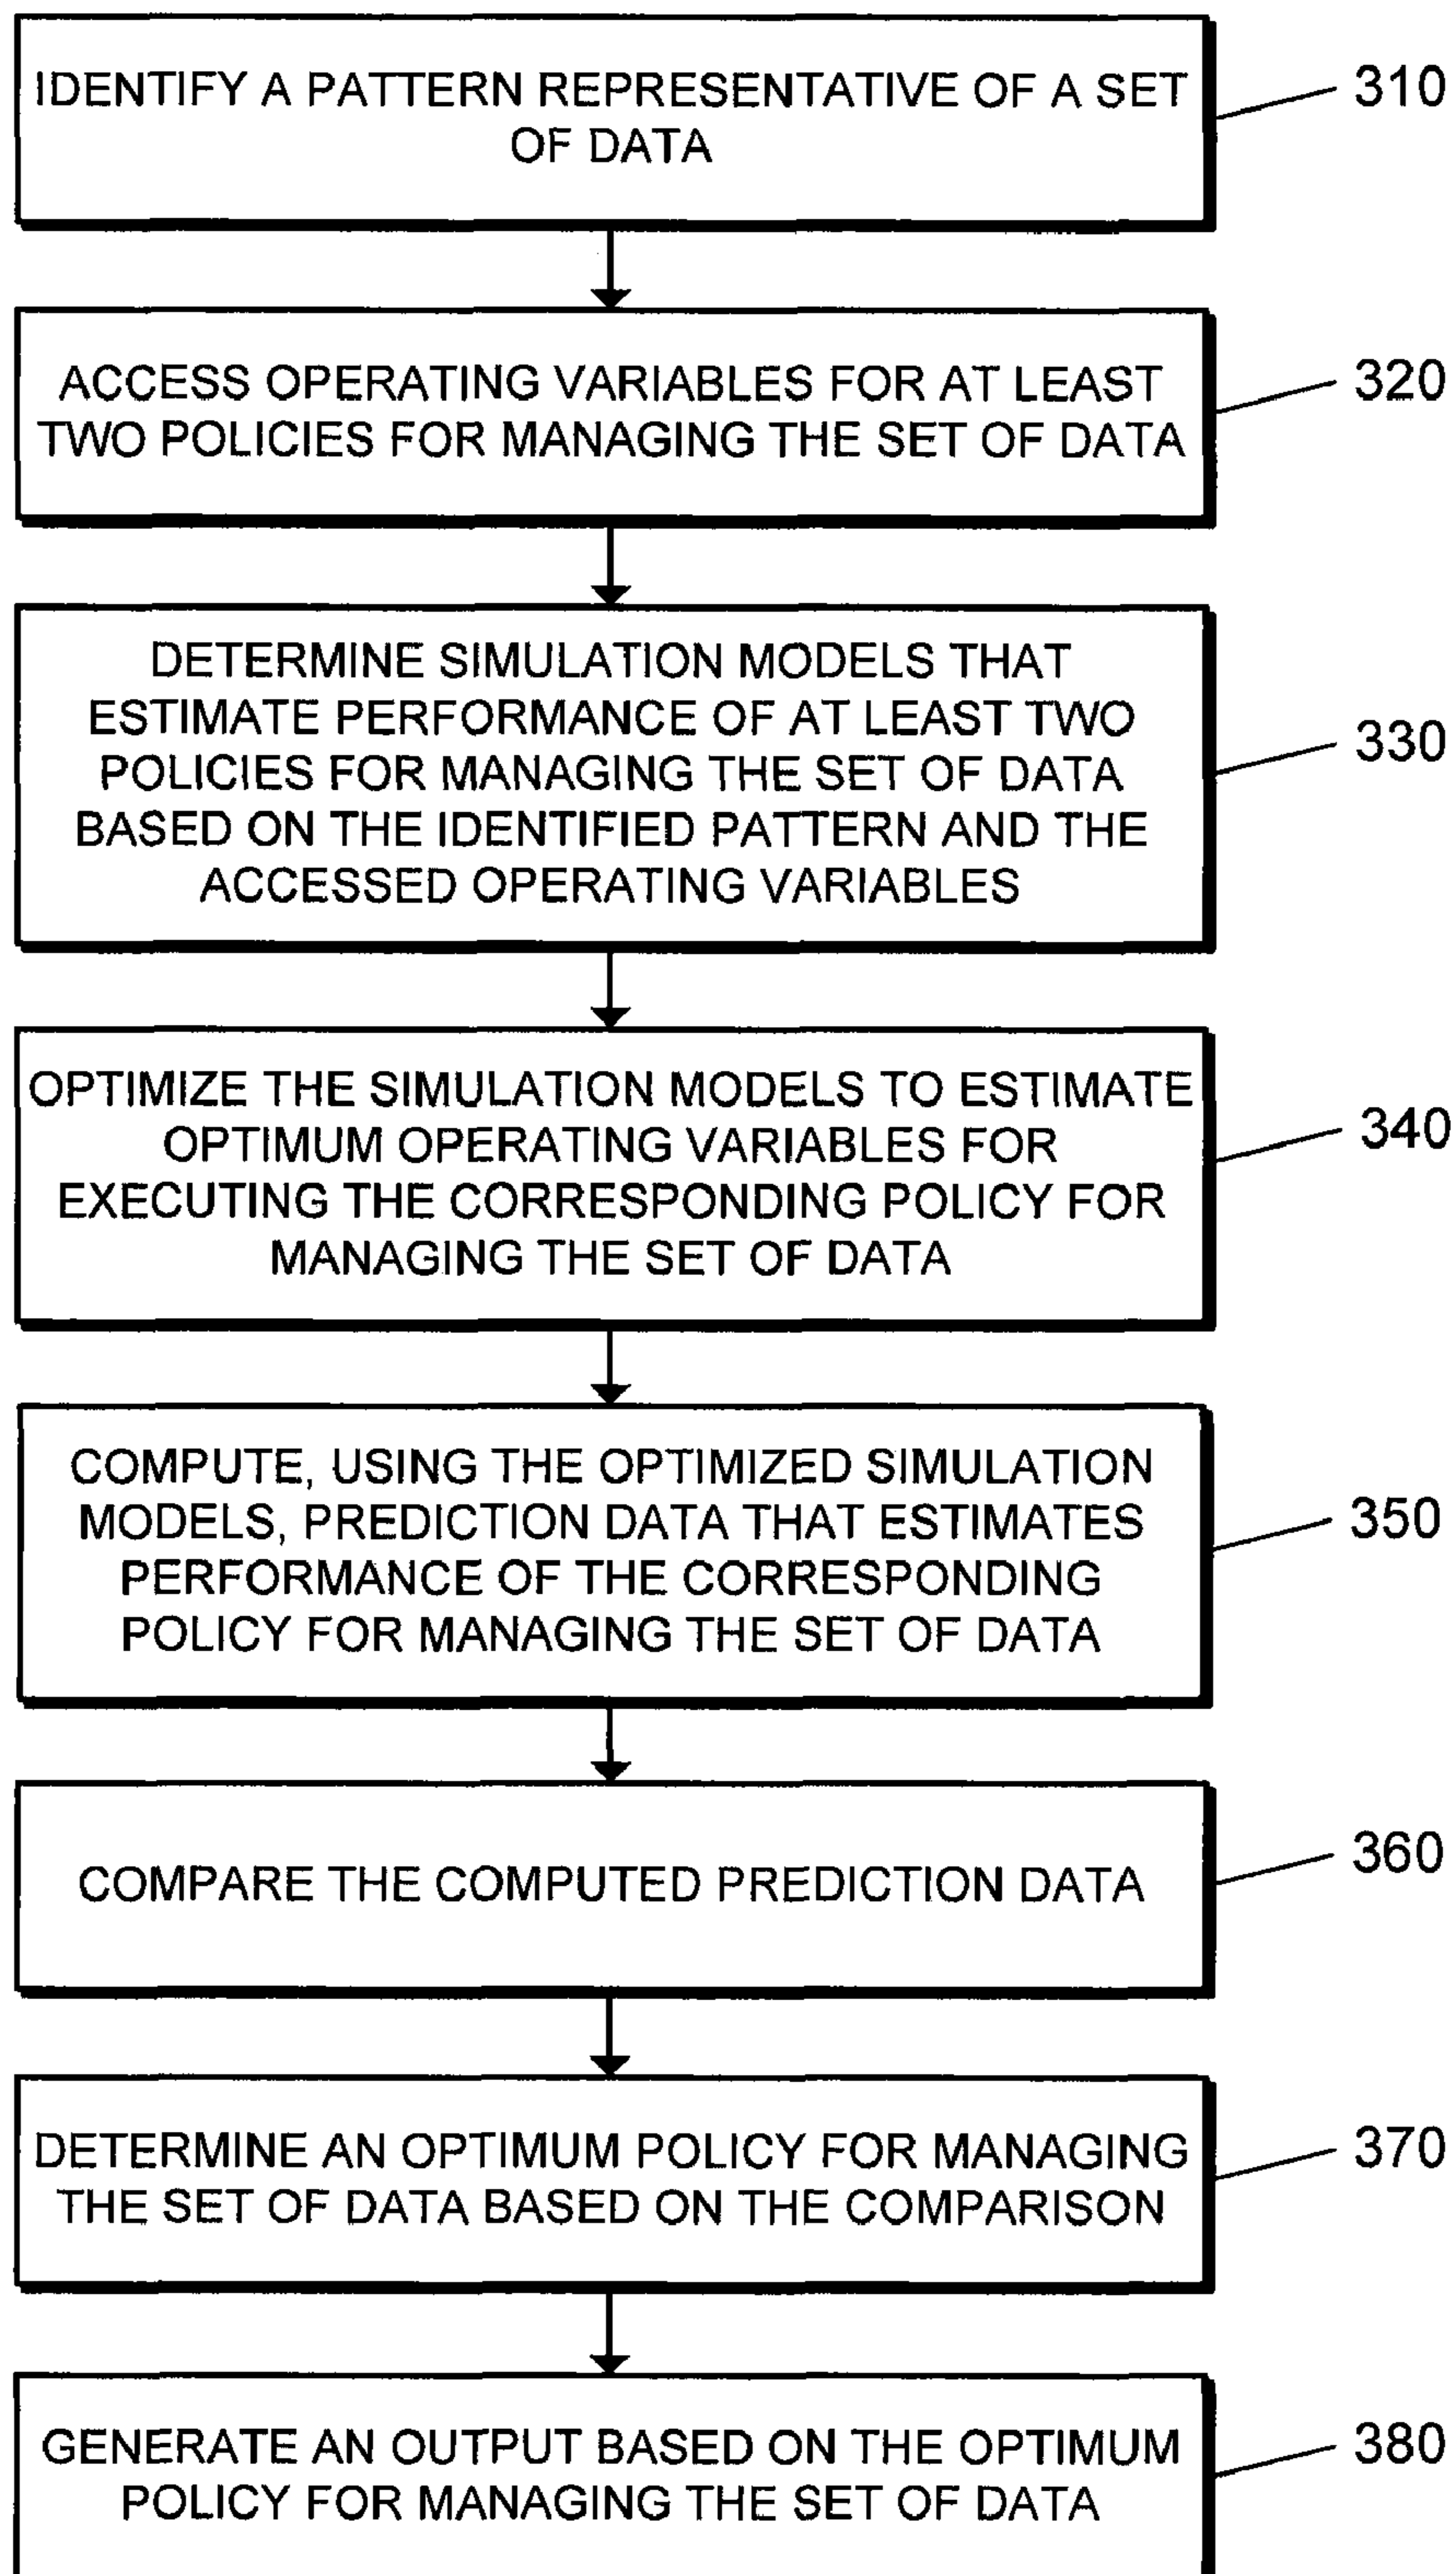 IDENTIFY A PATTERN REPRESENTATIVE OF A SET
OF DATA
310
ACCESS OPERATING VARIABLES FOR AT LEAST
TWO POLICIES FOR MANAGING THE SET OF DATA
320
DETERMINE SIMULATION MODELS THAT
ESTIMATE PERFORMANCE OF AT LEAST TWO
POLICIES FOR MANAGING THE SET OF DATA
BASED ON THE IDENTIFIED PATTERN AND THE
ACCESSED OPERATING VARIABLES
330
OPTIMIZE THE SIMULATION MODELS TO ESTIMATE
OPTIMUM OPERATING VARIABLES FOR
EXECUTING THE CORRESPONDING POLICY FOR
MANAGING THE SET OF DATA
340
COMPUTE, USING THE OPTIMIZED SIMULATION
MODELS, PREDICTION DATA THAT ESTIMATES
PERFORMANCE OF THE CORRESPONDING
POLICY FOR MANAGING THE SET OF DATA
350
COMPARE THE COMPUTED PREDICTION DATA
360
DETERMINE AN OPTIMUM POLICY FOR MANAGING
THE SET OF DATA BASED ON THE COMPARISON
370
GENERATE AN OUTPUT BASED ON THE OPTIMUM
POLICY FOR MANAGING THE SET OF DATA
380